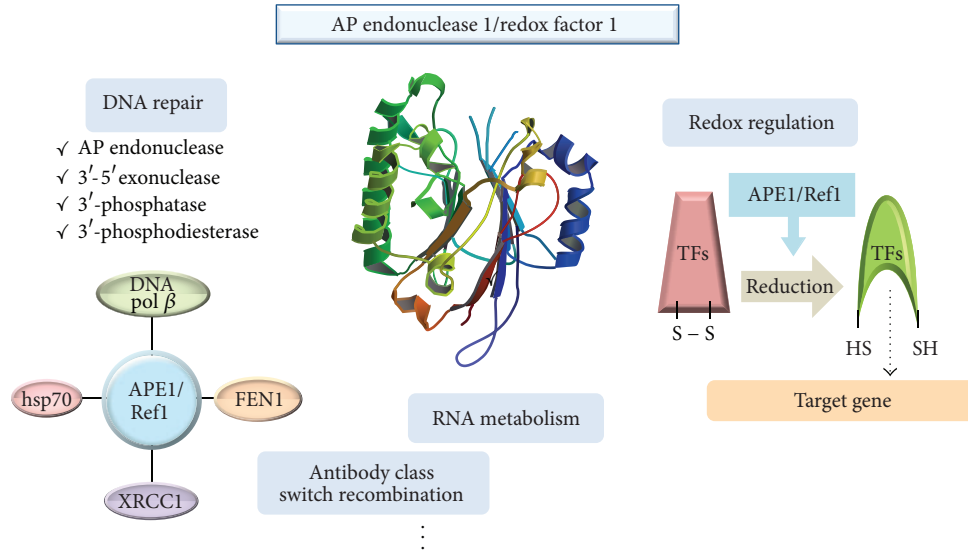 AP endonuclease 1/redox factor 1
DNA repair
✓ AP endonuclease
✓ 3′-5′ exonuclease
✓ 3′-phosphatase
✓ 3′-phosphodiesterase
DNA
pol β
hsp70
APE1/
Ref1
FEN1
XRCC1
RNA metabolism
Antibody class
switch recombination
⋮
Redox regulation
APE1/Ref1
TFs
Reduction
TFs
S – S
HS
SH
Target gene